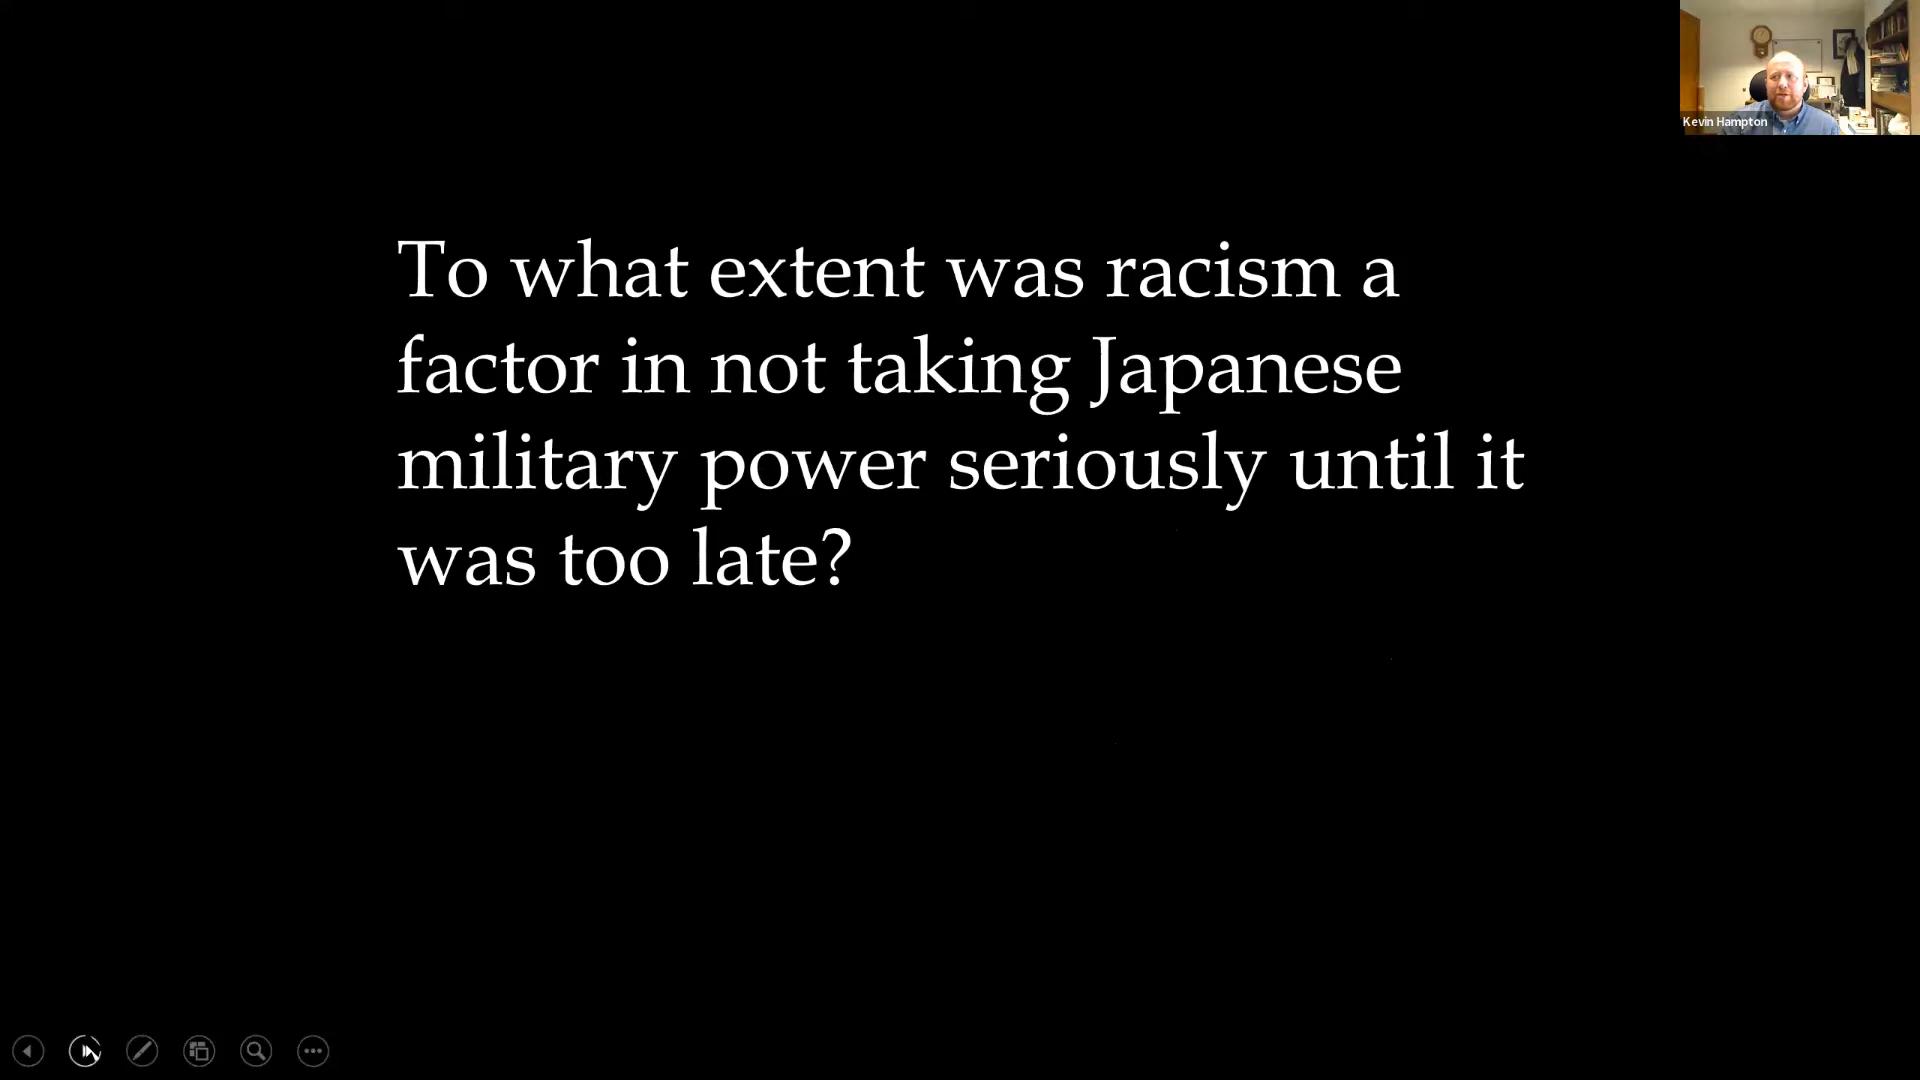 Kevin Hampton
To what extent was racism a
factor in not taking Japanese
military power seriously until it
was too late?